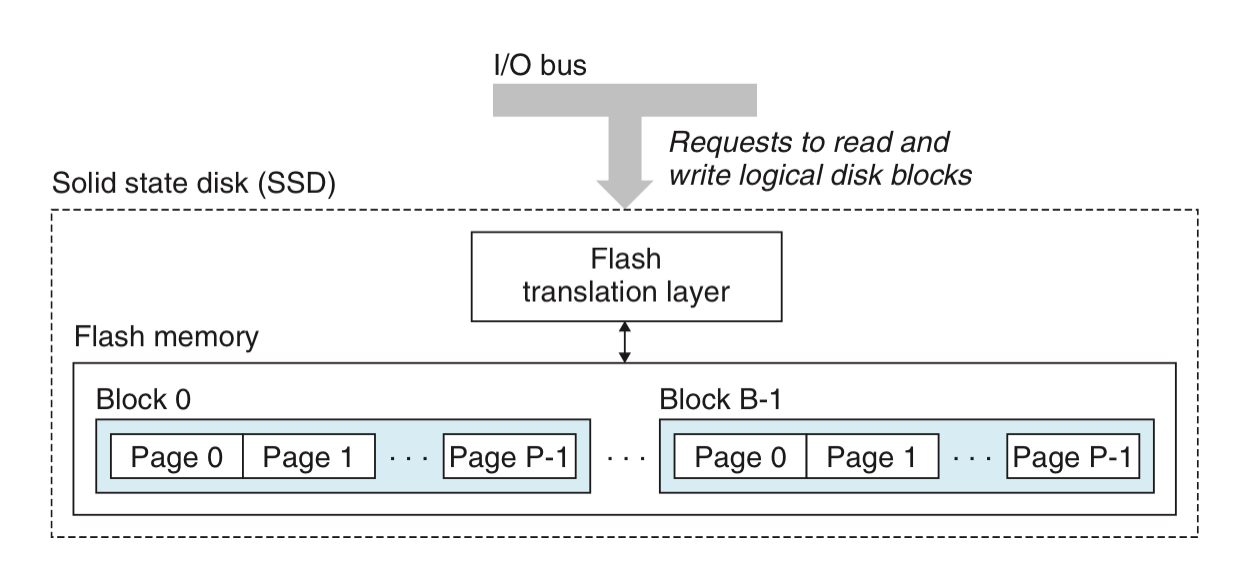 I/O bus
Requests to read and
write logical disk blocks
Solid state disk (SSD)
Flash
translation layer
Flash memory
Block 0
Block B-1
Page 0 Page 1 · · · Page P-1 · · · Page 0 Page 1 · · · Page P-1